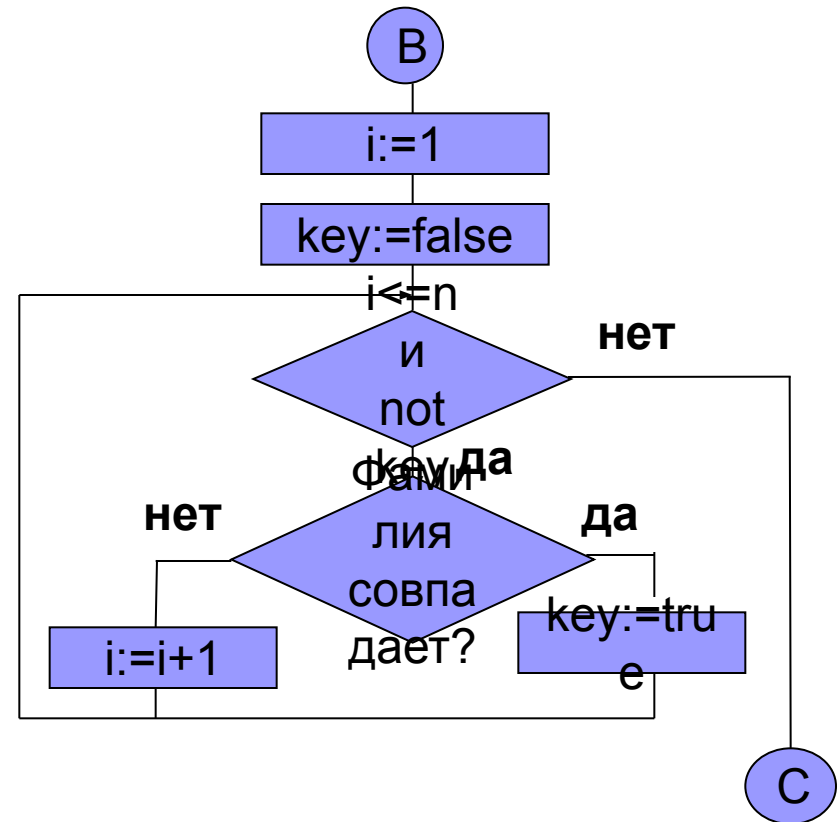 B
i:=1
key:=false
i<=n
и
not
key
нет
да
Фами
лия
совпа
дает?
нет
да
i:=i+1
key:=tru
e
C